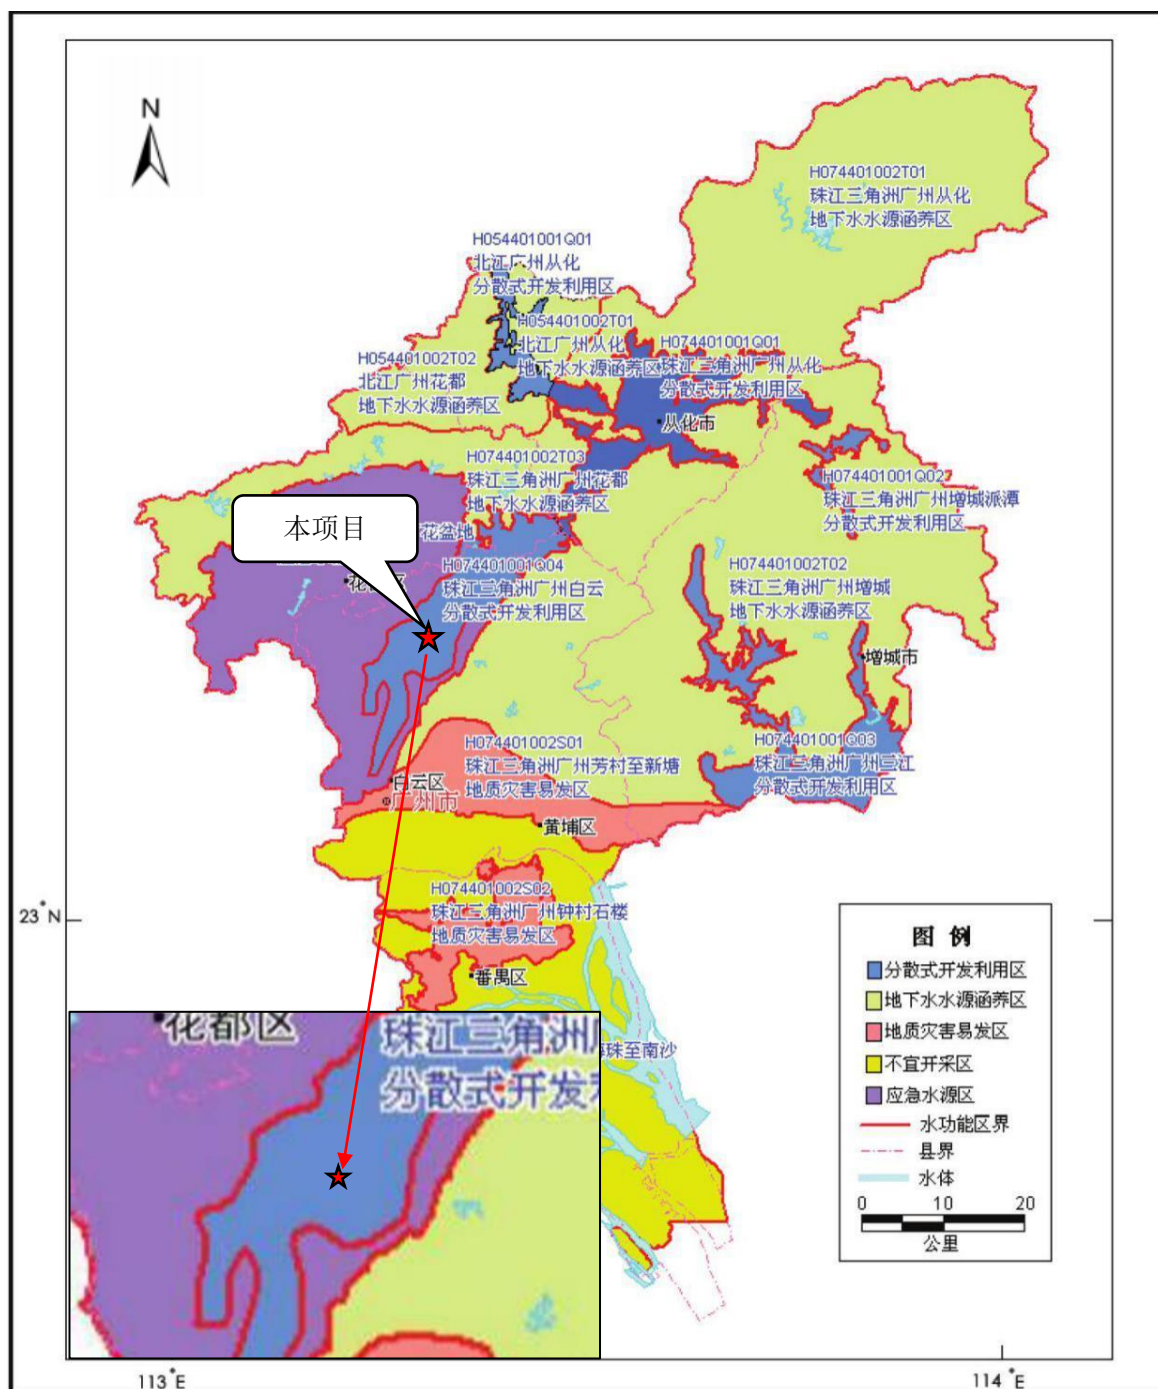 N
H074401002T01
珠江三角洲广州从化
地下水水源涵养区
H054401001Q01
北江广州从化
分散式开发利用区
H054401002T01
北江广州从化
地下水水源涵养区
H074401001Q01
珠江三角洲广州从化
分散式开发利用区
H054401002T02
北江广州花都
地下水水源涵养区
从化市
H074401002T03
珠江三角洲广州花都
地下水水源涵养区
H074401001Q02
珠江三角洲广州增城派潭
分散式开发利用区
本项目
花盆地
H074401001Q04
珠江三角洲广州白云
分散式开发利用区
H074401002T02
珠江三角洲广州增城
地下水水源涵养区
增城市
H074401002S01
珠江三角洲广州芳村至新塘
地质灾害易发区
H074401001Q03
珠江三角洲广州三江
分散式开发利用区
白云区
广州市
黄埔区
H074401002S02
珠江三角洲广州钟村石楼
地质灾害易发区
番禺区
23°N
珠至南沙
花都区
珠江三角洲
分散式开发
图 例
分散式开发利用区
地下水水源涵养区
地质灾害易发区
不宜开采区
应急水源区
水功能区界
县界
水体
0 10 20
公里
113°E
114°E